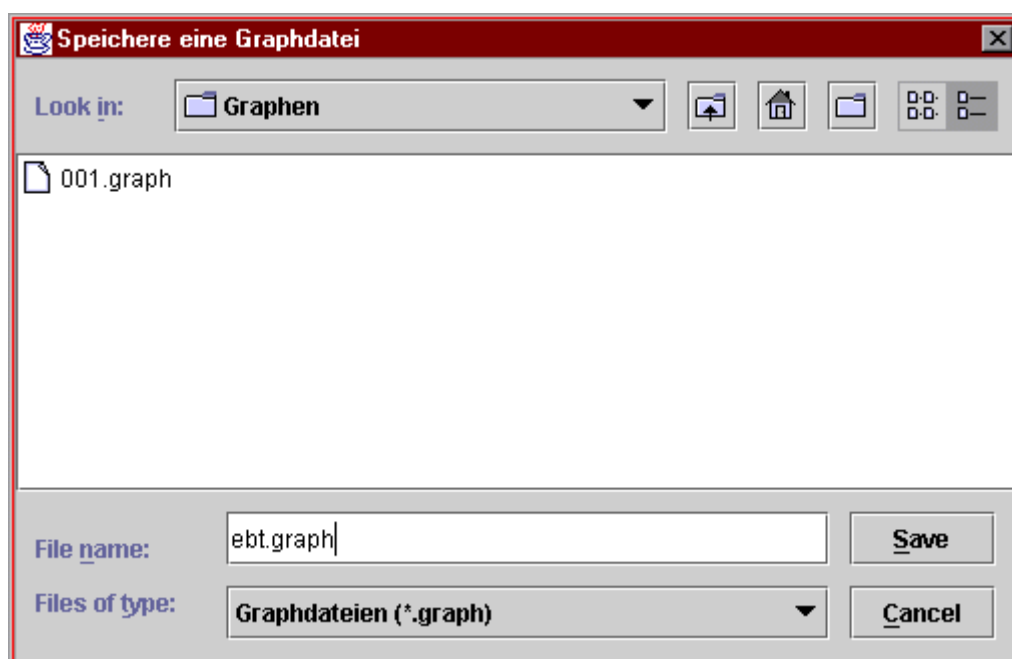 Speichere eine Graphdatei
Look in: Graphen
001.graph
File name: ebt.graph Save
Files of type: Graphdateien (*.graph) Cancel